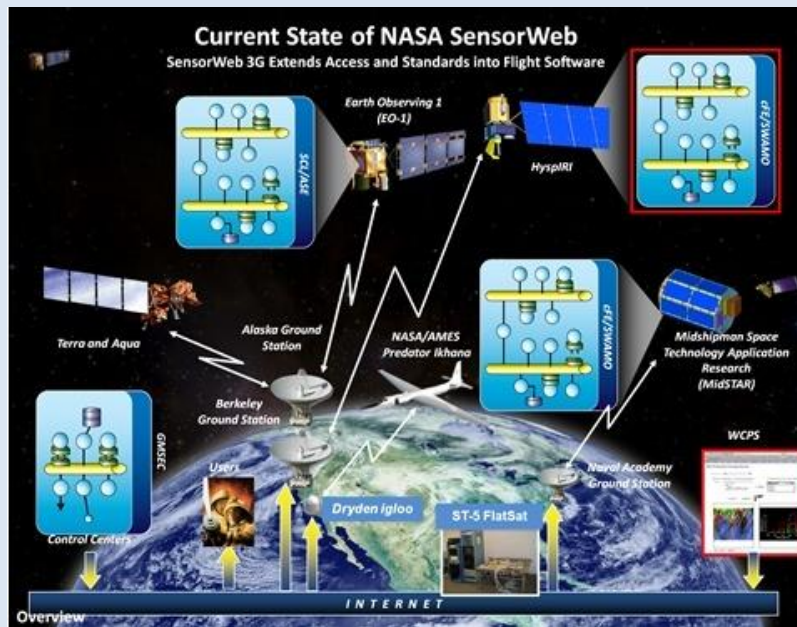 Current State of NASA SensorWeb
SensorWeb 3G Extends Access and Standards into Flight Software
Earth Observing 1
(EO-1)
SCL/ASE
HyspIRI
cFE/SWAMO
Terra and Aqua
Alaska Ground
Station
NASA/AMES
Predator Ikhana
cFE/SWAMO
Midshipman Space
Technology Application
Research
(MidSTAR)
Berkeley
Ground Station
GMSEC
Control Centers
Users
Dryden igloo
ST-5 FlatSat
Naval Academy
Ground Station
WCPS
INTERNET
Overview